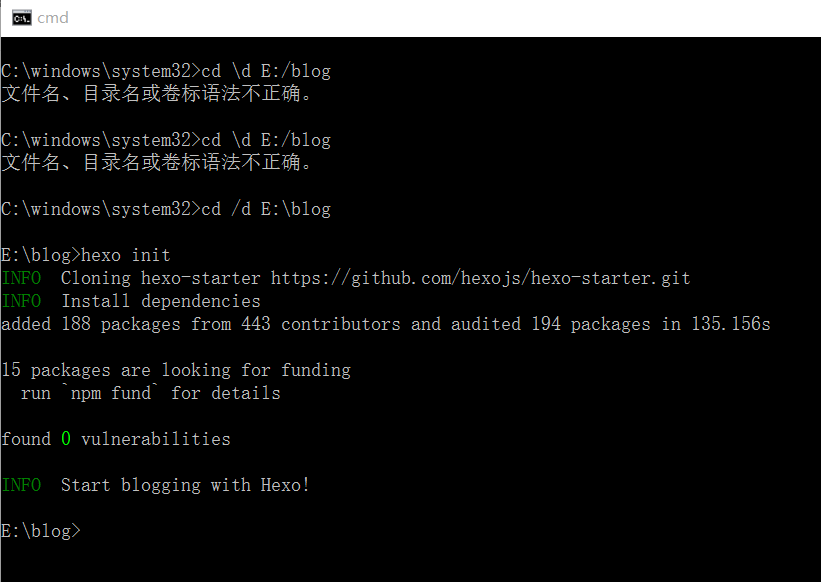 cmd
C:\windows\system32>cd \d E:/blog
文件名、目录名或卷标语法不正确。
C:\windows\system32>cd \d E:/blog
文件名、目录名或卷标语法不正确。
C:\windows\system32>cd /d E:\blog
E:\blog>hexo init
INFO  Cloning hexo-starter https://github.com/hexojs/hexo-starter.git
INFO  Install dependencies
added 188 packages from 443 contributors and audited 194 packages in 135.156s
15 packages are looking for funding
  run `npm fund` for details
found 0 vulnerabilities
INFO  Start blogging with Hexo!
E:\blog>